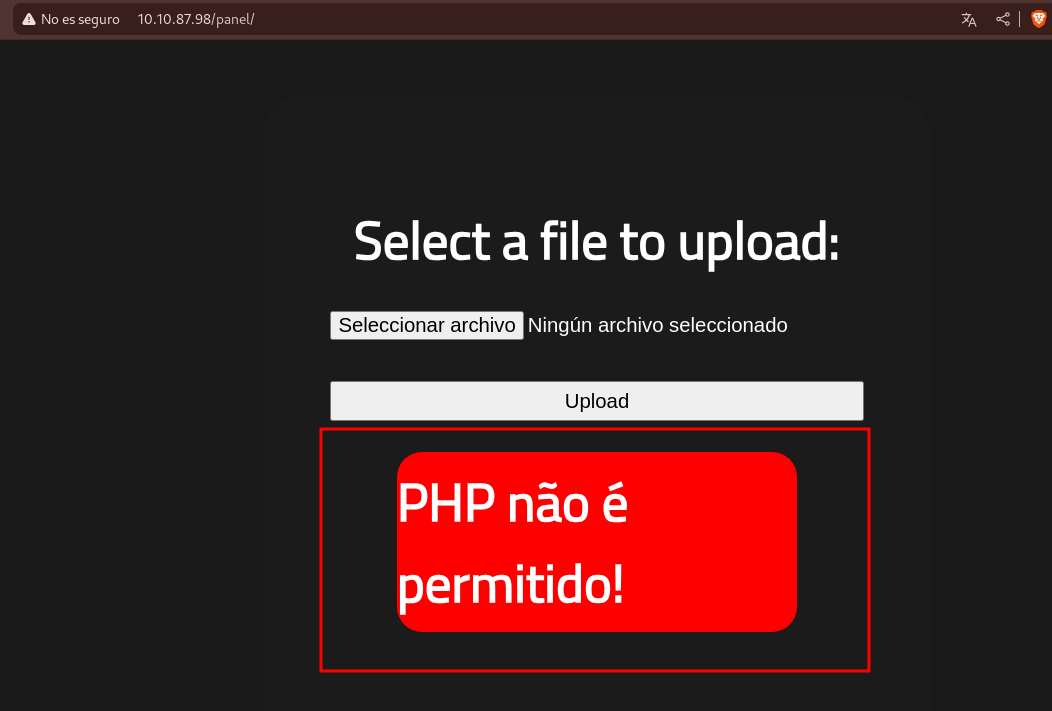 No es seguro 10.10.87.98/panel/
Select a file to upload:
Seleccionar archivo Ningún archivo seleccionado
Upload
PHP não é
permitido!